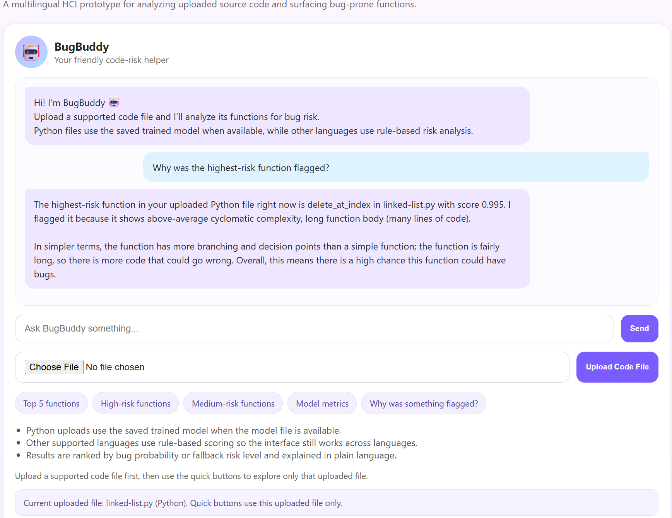 A multilingual HCI prototype for analyzing uploaded source code and surfacing bug-prone functions.
BugBuddy
Your friendly code-risk helper
Hi! I'm BugBuddy 🤖
Upload a supported code file and I'll analyze its functions for bug risk.
Python files use the saved trained model when available, while other languages use rule-based risk analysis.
Why was the highest-risk function flagged?
The highest-risk function in your uploaded Python file right now is delete_at_index in linked-list.py with score 0.995. I
flagged it because it shows above-average cyclomatic complexity, long function body (many lines of code).
In simpler terms, the function has more branching and decision points than a simple function; the function is fairly
long, so there is more code that could go wrong. Overall, this means there is a high chance this function could have
bugs.
Ask BugBuddy something...
Send
Choose File No file chosen
Upload Code File
Top 5 functions
High-risk functions
Medium-risk functions
Model metrics
Why was something flagged?
• Python uploads use the saved trained model when the model file is available.
• Other supported languages use rule-based scoring so the interface still works across languages.
• Results are ranked by bug probability or fallback risk level and explained in plain language.
Upload a supported code file first, then use the quick buttons to explore only that uploaded file.
Current uploaded file: linked-list.py (Python). Quick buttons use this uploaded file only.